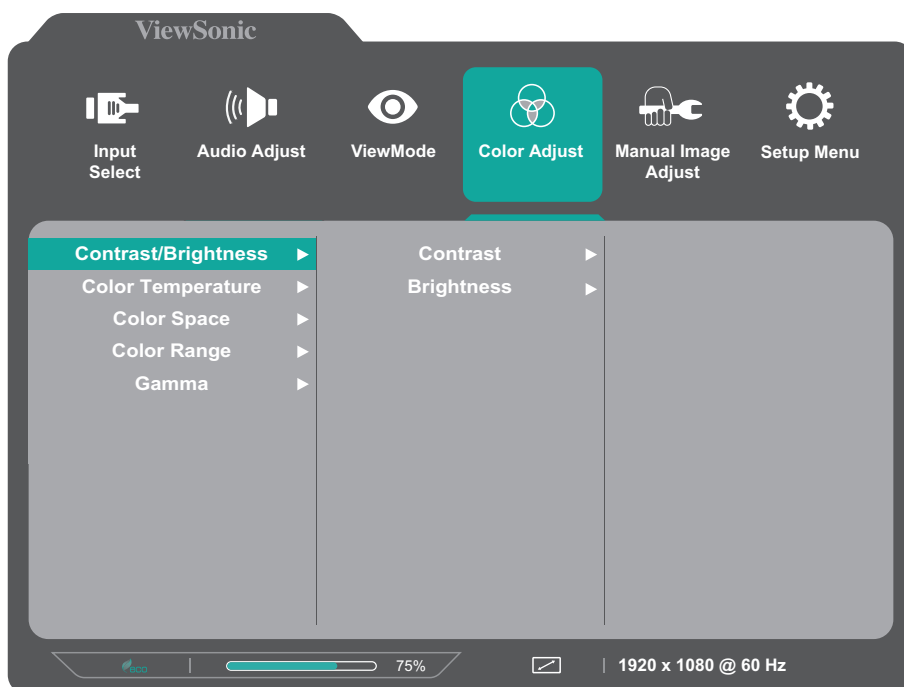 ViewSonic
Input
Select
Audio Adjust
ViewMode
Color Adjust
Manual Image
Adjust
Setup Menu
Contrast/Brightness
Color Temperature
Color Space
Color Range
Gamma
Contrast
Brightness
75%
1920 x 1080 @ 60 Hz